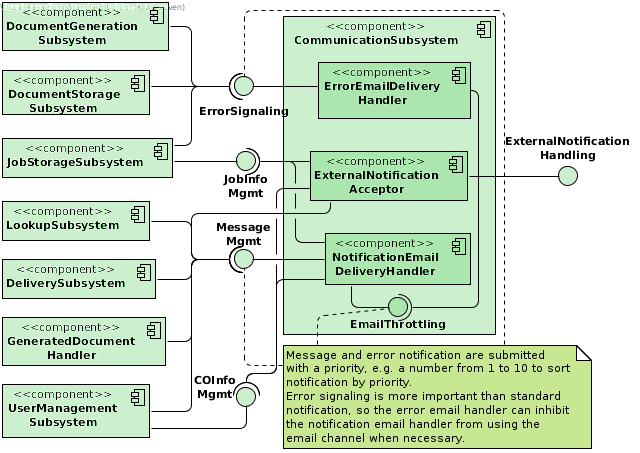 <<component>>
DocumentGeneration
Subsystem
<<component>>
DocumentStorage
Subsystem
<<component>>
JobStorageSubsystem
<<component>>
LookupSubsystem
<<component>>
DeliverySubsystem
<<component>>
GeneratedDocument
Handler
<<component>>
UserManagement
Subsystem
ErrorSignaling
JobInfo
Mgmt
Message
Mgmt
COInfo
Mgmt
<<component>>
CommunicationSubsystem
<<component>>
ErrorEmailDelivery
Handler
<<component>>
ExternalNotification
Acceptor
<<component>>
NotificationEmail
DeliveryHandler
EmailThrottling
ExternalNotification
Handling
Message and error notification are submitted
with a priority, e.g. a number from 1 to 10 to sort
notification by priority.
Error signaling is more important than standard
notification, so the error email handler can inhibit
the notification email handler from using the
email channel when necessary.